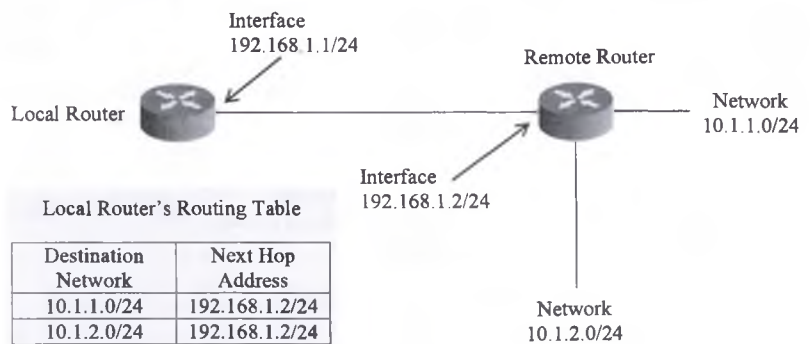 Interface
192.168.1.1/24
Remote Router
Local Router
Network
10.1.1.0/24
Interface
192.168.1.2/24
Local Router's Routing Table
Destination Network
Next Hop Address
10.1.1.0/24
192.168.1.2/24
10.1.2.0/24
192.168.1.2/24
Network
10.1.2.0/24